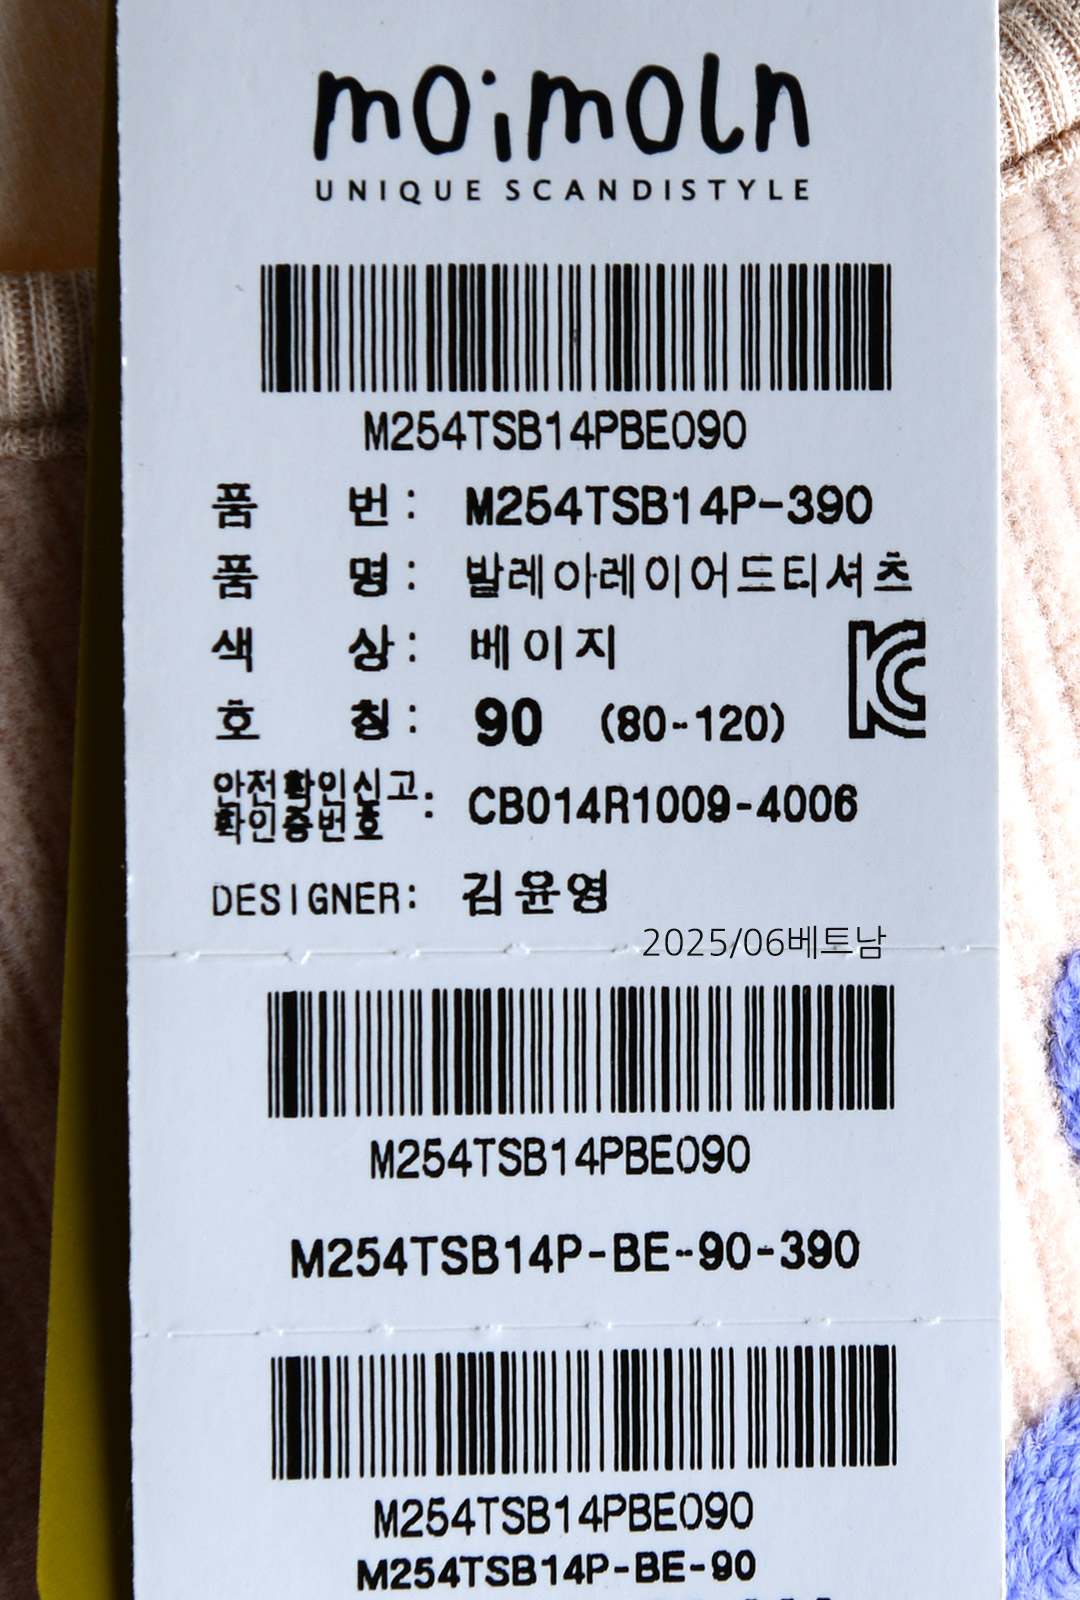 moimoln
UNIQUE SCANDISTYLE
M254TSB14PBE090
품 번 : M254TSB14P-390
품 명 : 발레아레이어드티셔츠
색 상 : 베이지
호 칭 : 90 (80-120)
KC
안전확인신고
확인증번호 : CB014R1009-4006
DESIGNER: 김윤영
2025/06베트남
M254TSB14PBE090
M254TSB14P-BE-90-390
M254TSB14PBE090
M254TSB14P-BE-90